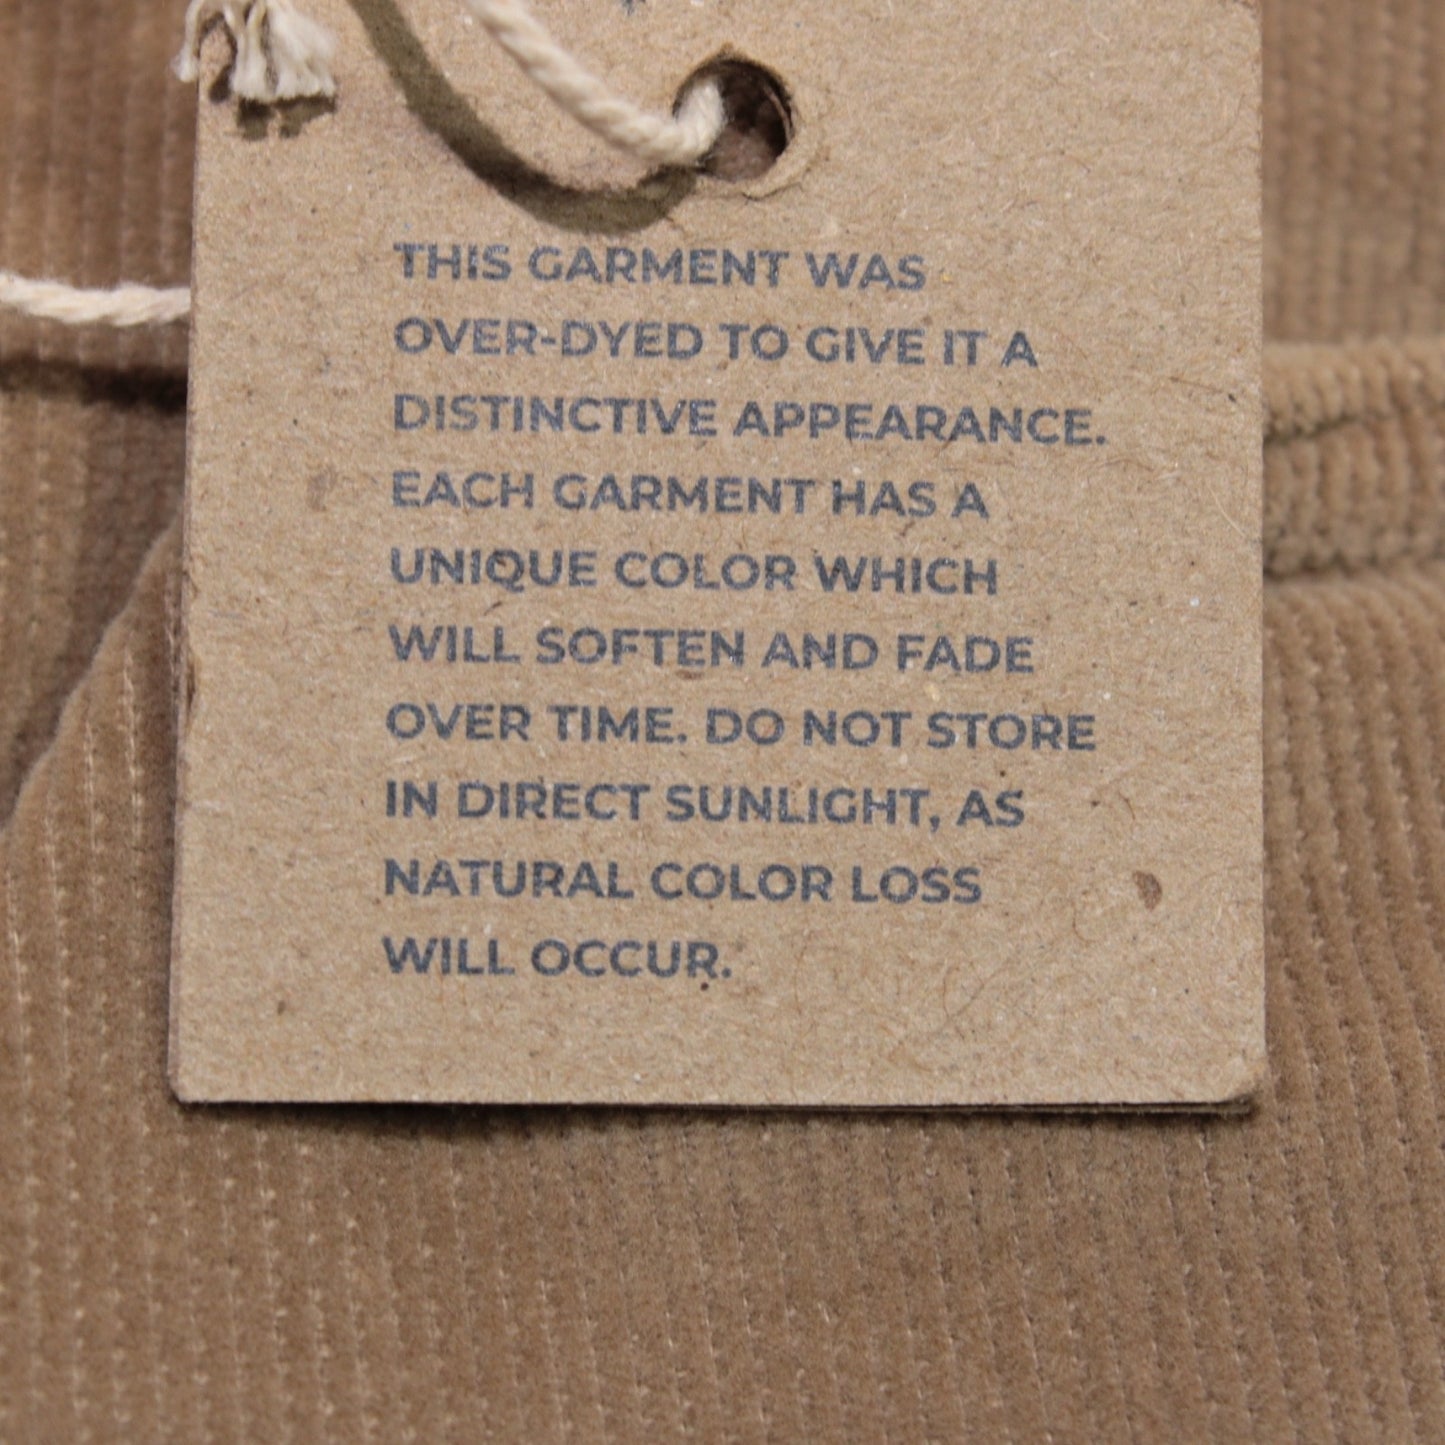 THIS GARMENT WAS
OVER-DYED TO GIVE IT A
DISTINCTIVE APPEARANCE.
EACH GARMENT HAS A
UNIQUE COLOR WHICH
WILL SOFTEN AND FADE
OVER TIME. DO NOT STORE
IN DIRECT SUNLIGHT, AS
NATURAL COLOR LOSS
WILL OCCUR.